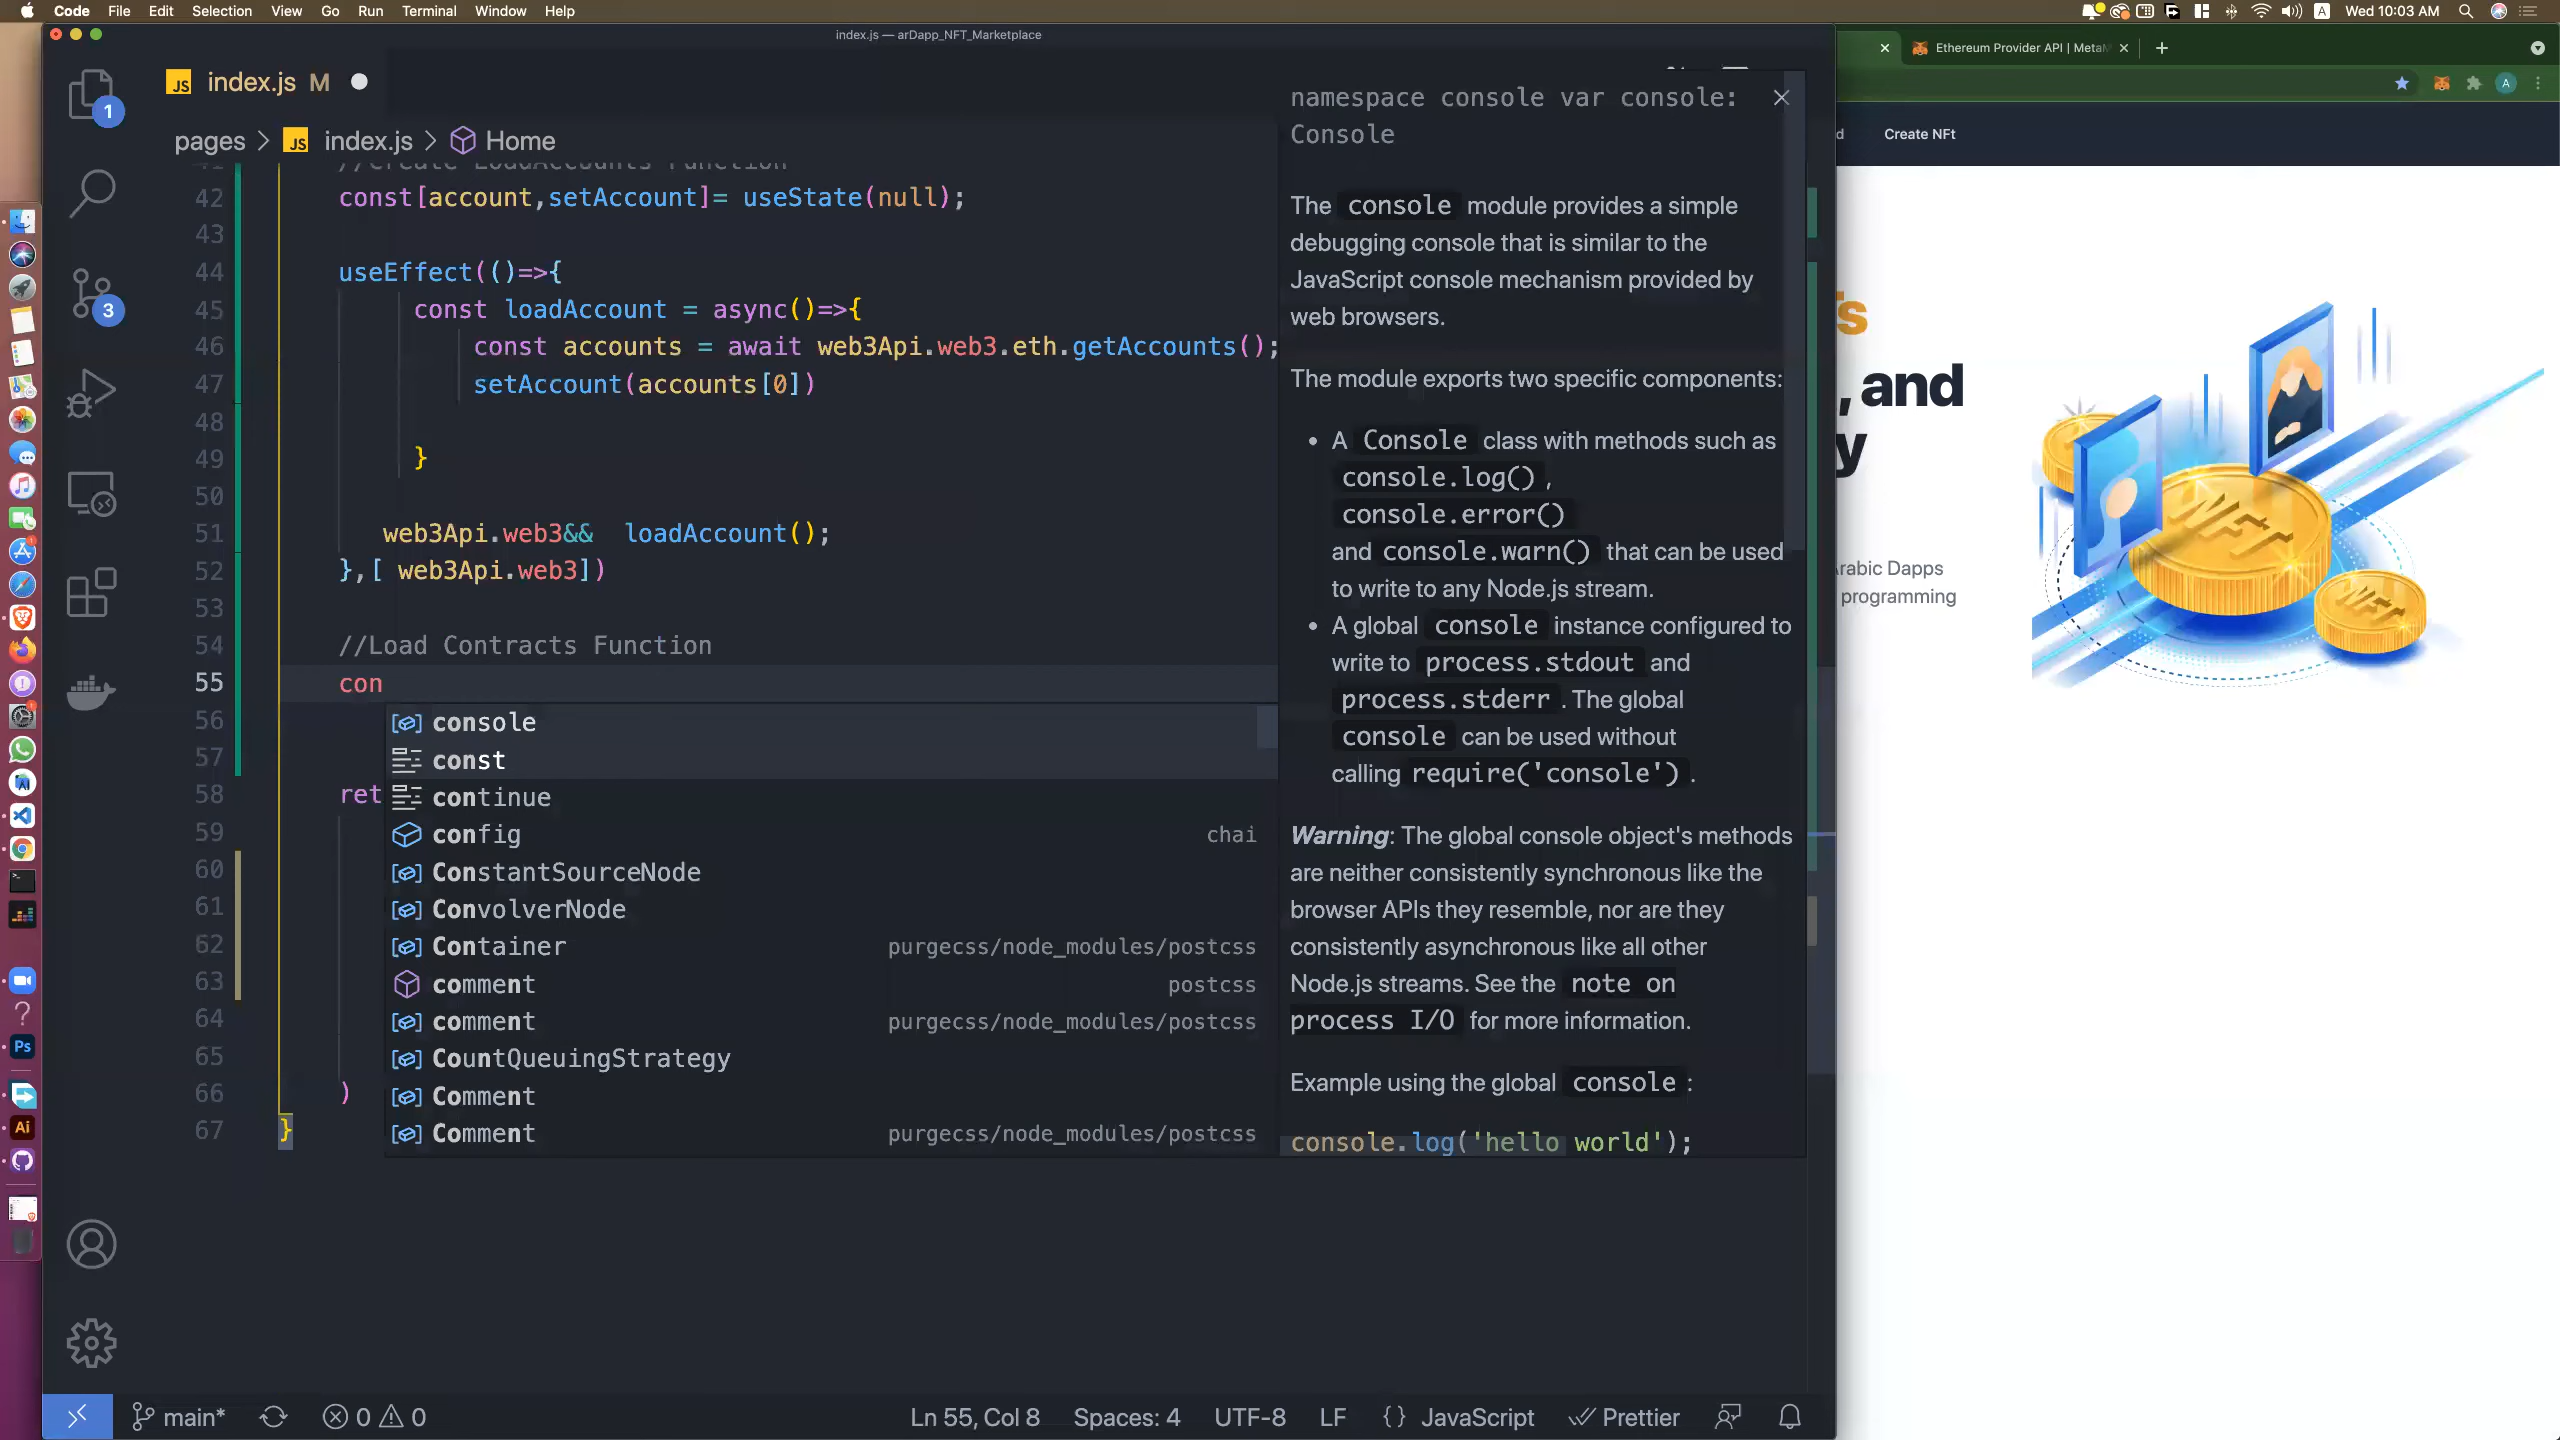 Code File Edit Selection View Go Run Terminal Window Help
A Wed 10:03 AM
index.js — arDapp_NFT_Marketplace
JS index.js M
pages > JS index.js > Home
//Create LoadAccounts Function
42 const[account,setAccount]= useState(null);
43
44 useEffect(()=>{
45 const loadAccount = async()=>{
46 const accounts = await web3Api.web3.eth.getAccounts();
47 setAccount(accounts[0])
48
49 }
50
51 web3Api.web3&& loadAccount();
52 },[ web3Api.web3])
53
54 //Load Contracts Function
55 con
56
57
58 ret
59
60
61
62
63
64
65
66 )
67 }
console
const
continue
config chai
ConstantSourceNode
ConvolverNode
Container purgecss/node_modules/postcss
comment postcss
comment purgecss/node_modules/postcss
CountQueuingStrategy
Comment
Comment purgecss/node_modules/postcss
namespace console var console:
Console
The console module provides a simple
debugging console that is similar to the
JavaScript console mechanism provided by
web browsers.
The module exports two specific components:
• A Console class with methods such as
console.log() ,
console.error()
and console.warn() that can be used
to write to any Node.js stream.
• A global console instance configured to
write to process.stdout and
process.stderr . The global
console can be used without
calling require('console') .
Warning: The global console object's methods
are neither consistently synchronous like the
browser APIs they resemble, nor are they
consistently asynchronous like all other
Node.js streams. See the note on
process I/O for more information.
Example using the global console :
console.log('hello world');
1
3
main* 0 0
Ln 55, Col 8 Spaces: 4 UTF-8 LF {} JavaScript Prettier
Ethereum Provider API | Meta
A
d Create NFt
's
, and
y
rabic Dapps
programming
NFT
NFT
Ps
Ai